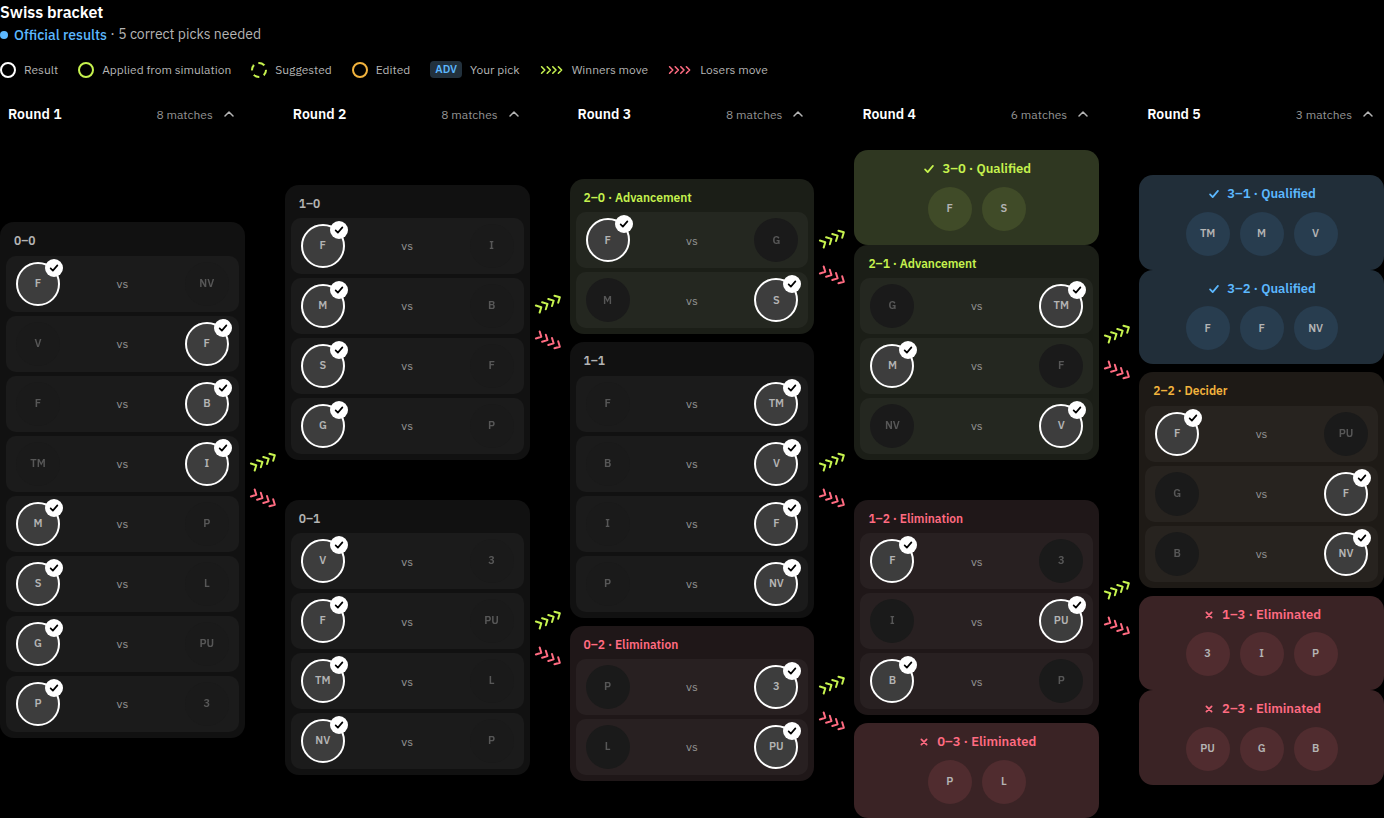 Swiss bracket
Official results · 5 correct picks needed
Result
Applied from simulation
Suggested
Edited
ADV Your pick
Winners move
Losers move
Round 1 8 matches
0–0
F vs NV
V vs F
F vs B
TM vs I
M vs P
S vs L
G vs PU
P vs 3
Round 2 8 matches
1–0
F vs I
M vs B
S vs F
G vs P
0–1
V vs 3
F vs PU
TM vs L
NV vs P
Round 3 8 matches
2–0 · Advancement
F vs G
M vs S
1–1
F vs TM
B vs V
I vs F
P vs NV
0–2 · Elimination
P vs 3
L vs PU
Round 4 6 matches
3–0 · Qualified
F S
2–1 · Advancement
G vs TM
M vs F
NV vs V
1–2 · Elimination
F vs 3
I vs PU
B vs P
0–3 · Eliminated
P L
Round 5 3 matches
3–1 · Qualified
TM M V
3–2 · Qualified
F F NV
2–2 · Decider
F vs PU
G vs F
B vs NV
1–3 · Eliminated
3 I P
2–3 · Eliminated
PU G B